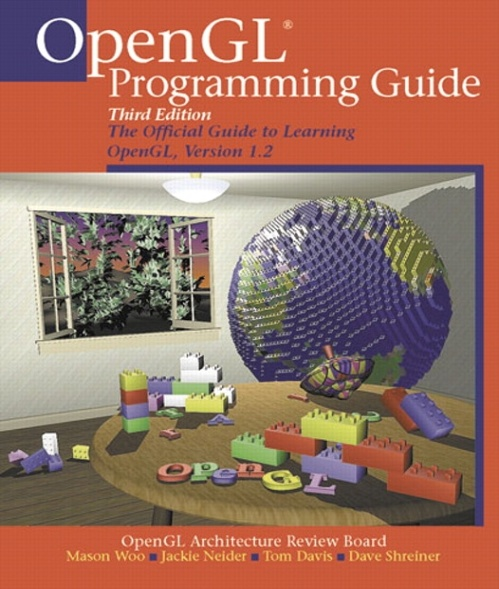 OpenGL®
Programming Guide
Third Edition
The Official Guide to Learning
OpenGL, Version 1.2
OpenGL
OpenGL Architecture Review Board
Mason Woo ■ Jackie Neider ■ Tom Davis ■ Dave Shreiner